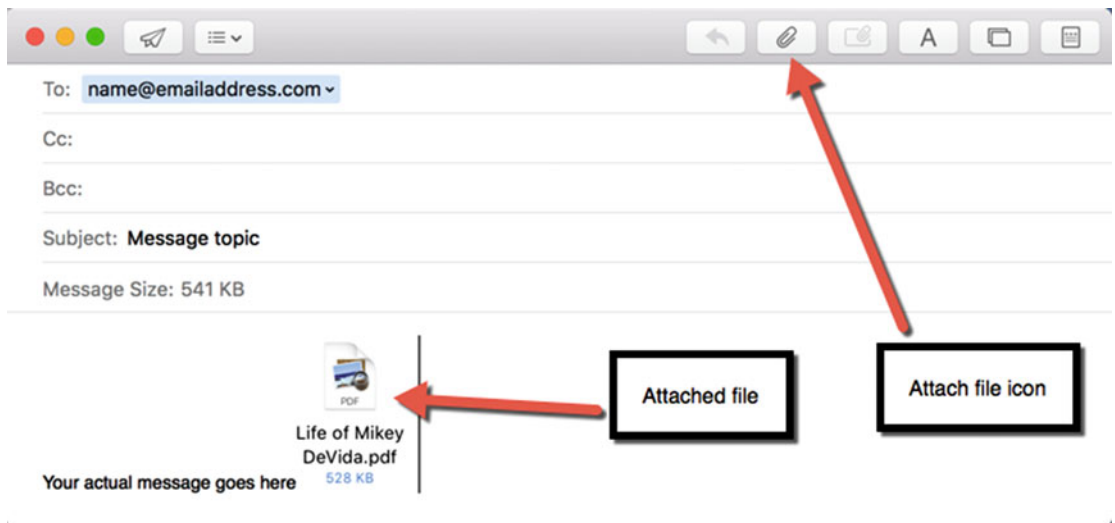 A
To: name@emailaddress.com
Cc:
Bcc:
Subject: Message topic
Message Size: 541 KB
PDF
Attached file
Attach file icon
Life of Mikey
DeVida.pdf
528 KB
Your actual message goes here